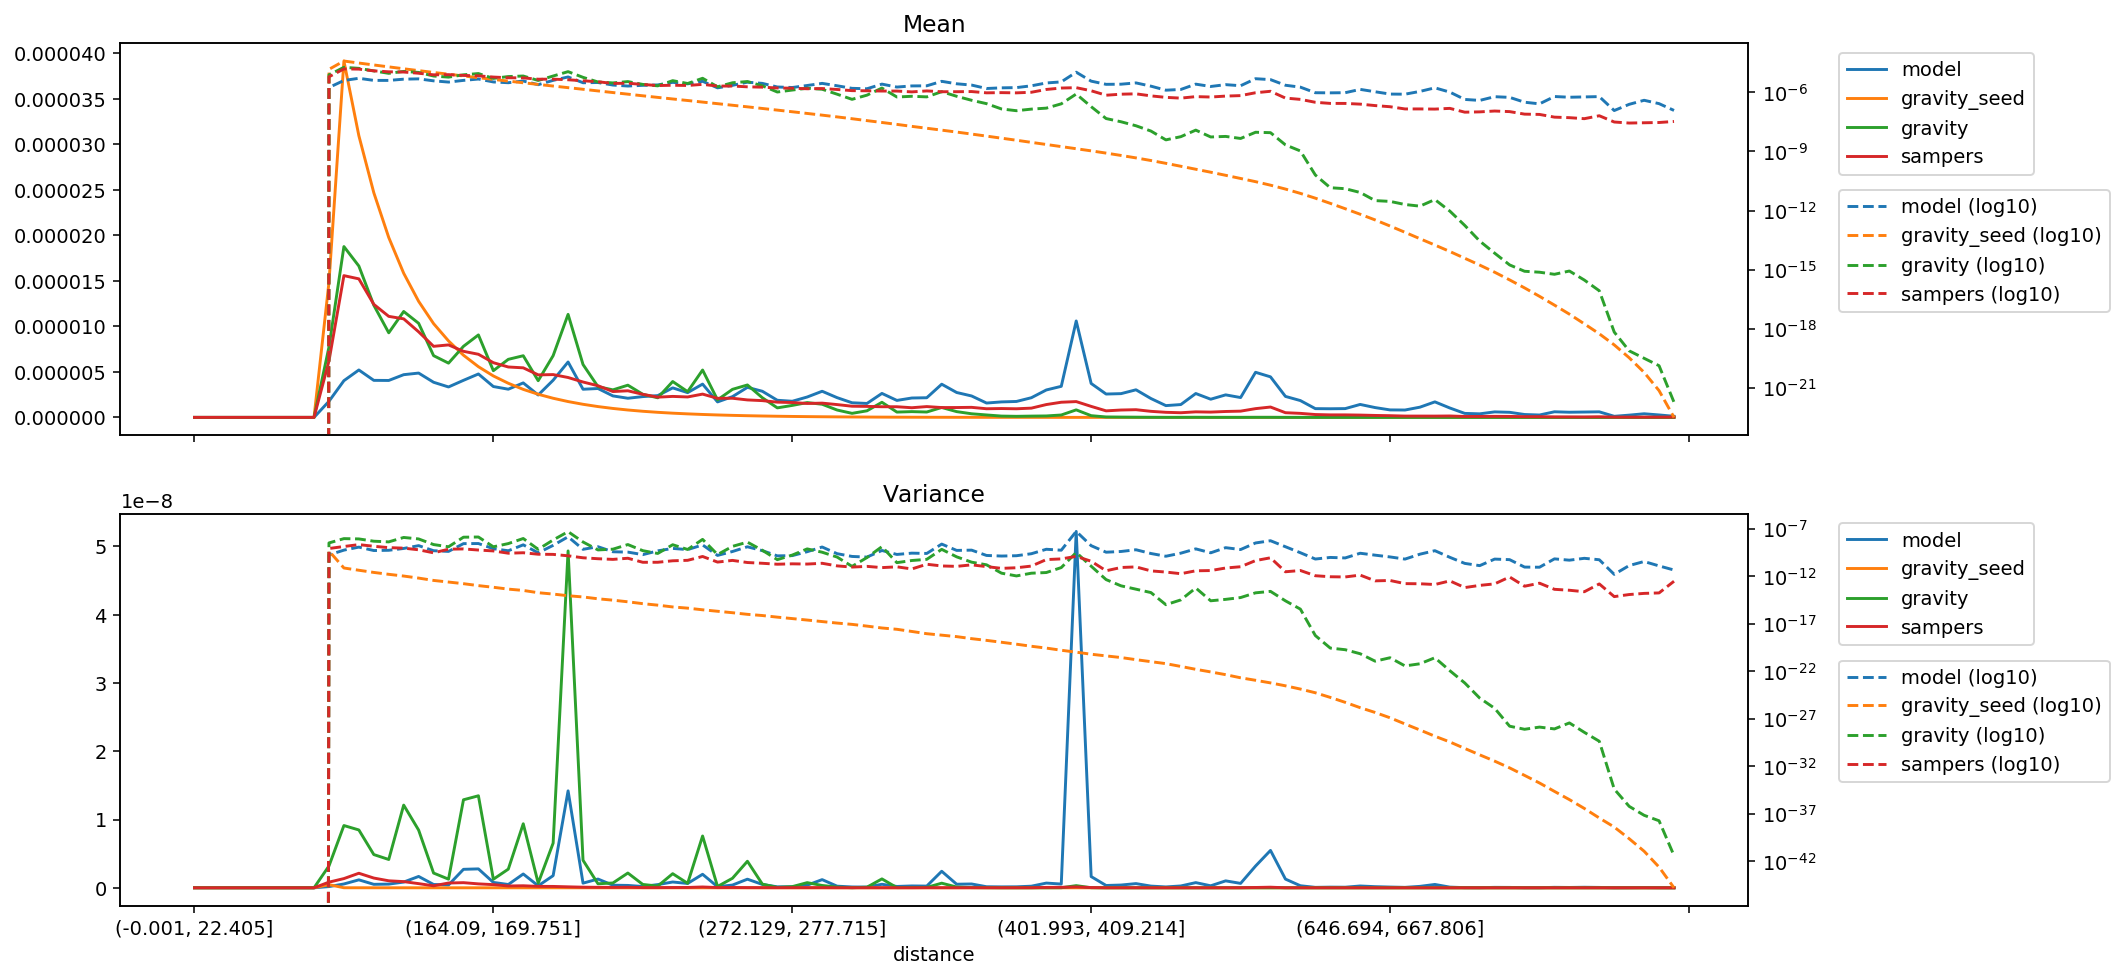 Mean
0.000040
0.000035
0.000030
0.000025
0.000020
0.000015
0.000010
0.000005
0.000000
10⁻⁶
10⁻⁹
10⁻¹²
10⁻¹⁵
10⁻¹⁸
10⁻²¹
model
gravity_seed
gravity
sampers
model (log10)
gravity_seed (log10)
gravity (log10)
sampers (log10)
Variance
1e−8
5
4
3
2
1
0
10⁻⁷
10⁻¹²
10⁻¹⁷
10⁻²²
10⁻²⁷
10⁻³²
10⁻³⁷
10⁻⁴²
model
gravity_seed
gravity
sampers
model (log10)
gravity_seed (log10)
gravity (log10)
sampers (log10)
(-0.001, 22.405]
(164.09, 169.751]
(272.129, 277.715]
(401.993, 409.214]
(646.694, 667.806]
distance